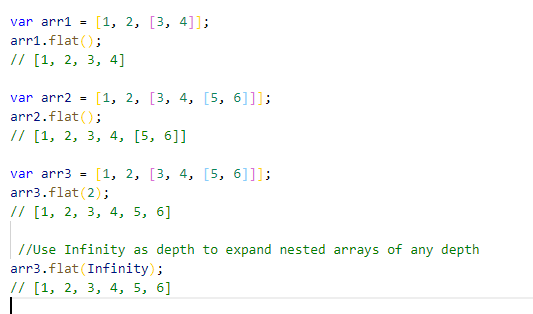 var arr1 = [1, 2, [3, 4]];
arr1.flat();
// [1, 2, 3, 4]
var arr2 = [1, 2, [3, 4, [5, 6]]];
arr2.flat();
// [1, 2, 3, 4, [5, 6]]
var arr3 = [1, 2, [3, 4, [5, 6]]];
arr3.flat(2);
// [1, 2, 3, 4, 5, 6]
//Use Infinity as depth to expand nested arrays of any depth
arr3.flat(Infinity);
// [1, 2, 3, 4, 5, 6]